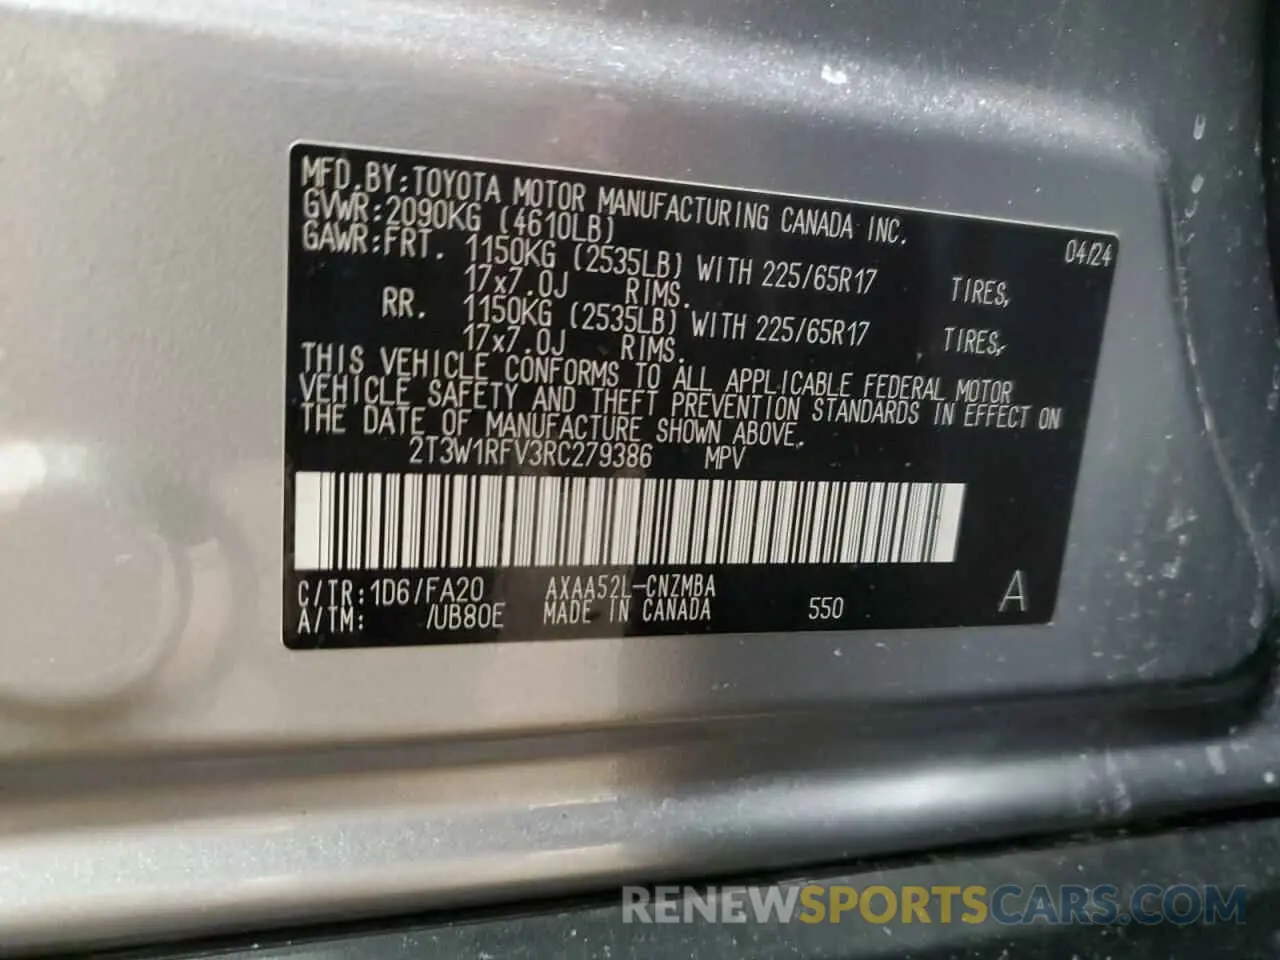 MFD.BY:TOYOTA MOTOR MANUFACTURING CANADA INC.
GVWR:2090KG (4610LB) 04/24
GAWR:FRT. 1150KG (2535LB) WITH 225/65R17 TIRES,
17x7.0J RIMS.
RR. 1150KG (2535LB) WITH 225/65R17 TIRES,
17x7.0J RIMS.
THIS VEHICLE CONFORMS TO ALL APPLICABLE FEDERAL MOTOR
VEHICLE SAFETY AND THEFT PREVENTION STANDARDS IN EFFECT ON
THE DATE OF MANUFACTURE SHOWN ABOVE.
2T3W1RFV3RC279386 MPV
C/TR:1D6/FA20 AXAA52L-CNZMBA
A/TM: /UB80E MADE IN CANADA 550 A
RENEWSPORTSCARS.COM